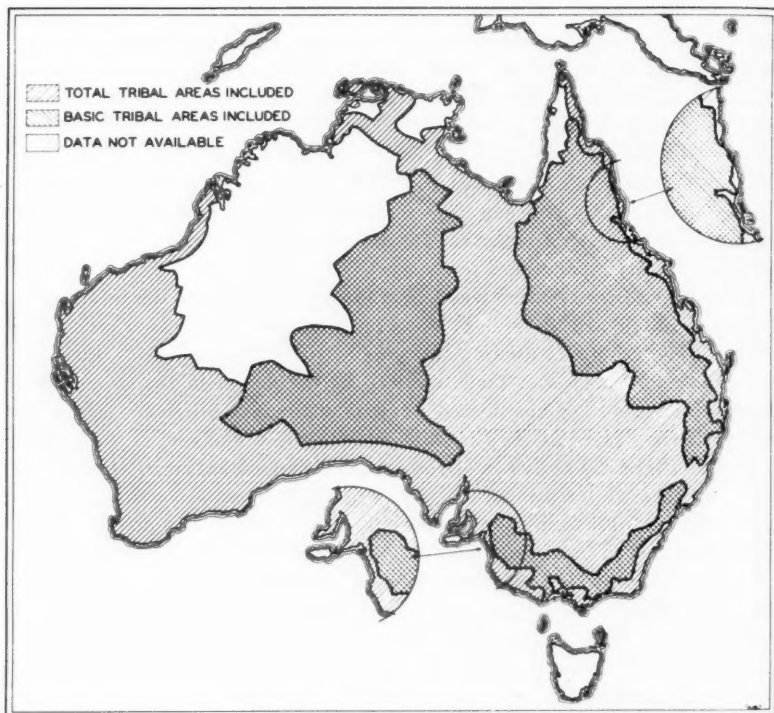 TOTAL TRIBAL AREAS INCLUDED
BASIC TRIBAL AREAS INCLUDED
DATA NOT AVAILABLE